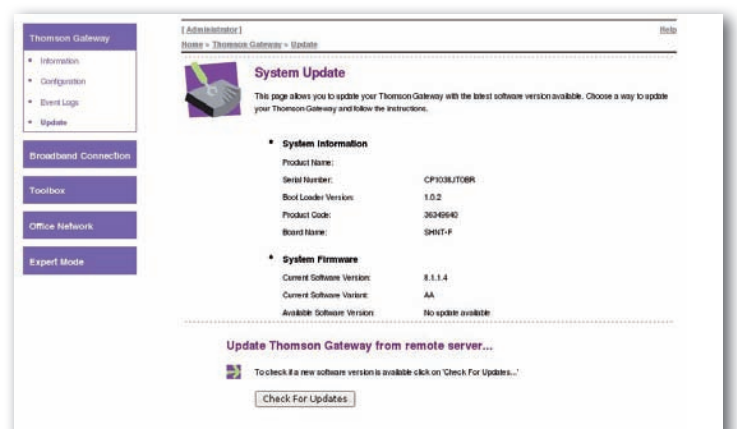 Thomson Gateway
Information
Configuration
Event Logs
Update
Broadband Connection
Toolbox
Office Network
Expert Mode
[ Administrator ]
Help
Home > Thomson Gateway > Update
System Update
This page allows you to update your Thomson Gateway with the latest software version available. Choose a way to update
your Thomson Gateway and follow the instructions.
System Information
Product Name:
Serial Number: CP1038JT0BR
Boot Loader Version: 1.0.2
Product Code: 36349640
Board Name: SHNT-F
System Firmware
Current Software Version: 8.1.1.4
Current Software Variant: AA
Available Software Version: No update available
Update Thomson Gateway from remote server...
To check if a new software version is available click on 'Check For Updates...'
Check For Updates